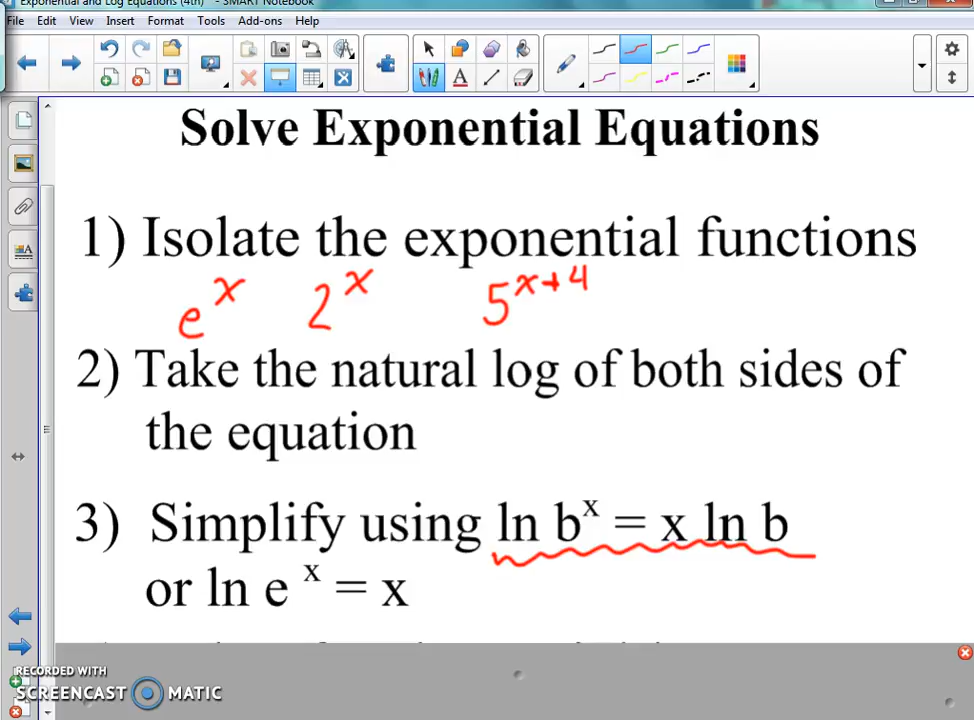 Exponential and Log Equations (4th) - SMART Notebook
File Edit View Insert Format Tools Add-ons Help
Solve Exponential Equations
1) Isolate the exponential functions
e^x 2^x 5^x+4
2) Take the natural log of both sides of
the equation
3) Simplify using ln b^x = x ln b
or ln e^x = x
RECORDED WITH
SCREENCAST MATIC